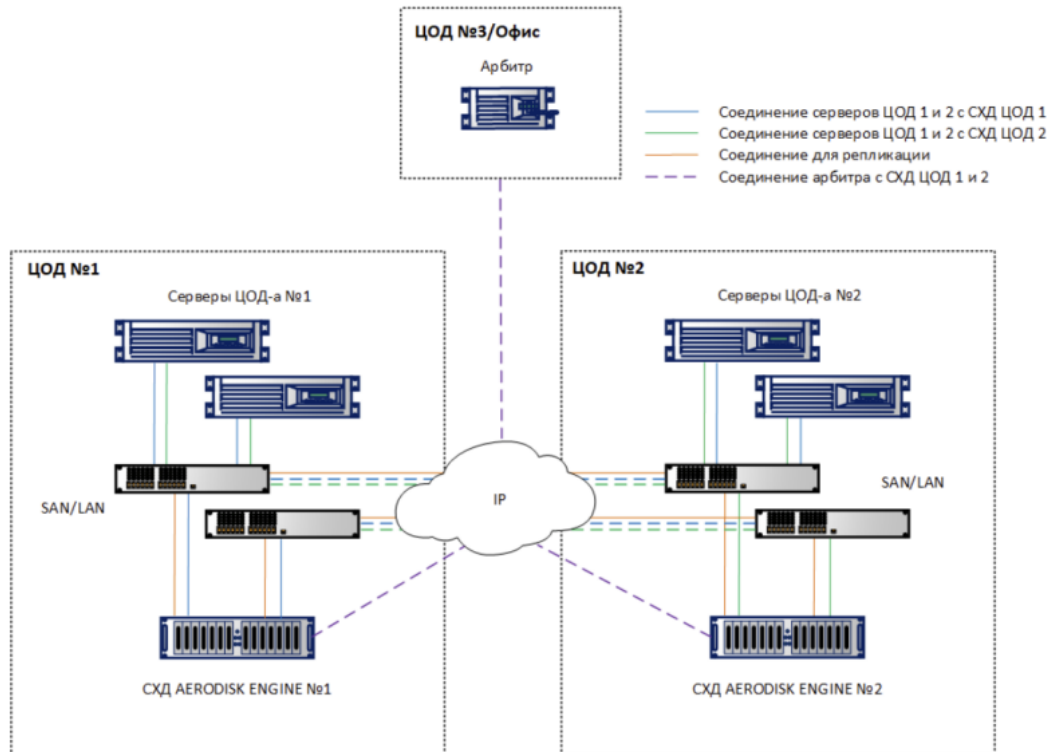 ЦОД №3/Офис
Арбитр
Соединение серверов ЦОД 1 и 2 с СХД ЦОД 1
Соединение серверов ЦОД 1 и 2 с СХД ЦОД 2
Соединение для репликации
Соединение арбитра с СХД ЦОД 1 и 2
ЦОД №1
Серверы ЦОД-а №1
SAN/LAN
СХД AERODISK ENGINE №1
IP
ЦОД №2
Серверы ЦОД-а №2
SAN/LAN
СХД AERODISK ENGINE №2